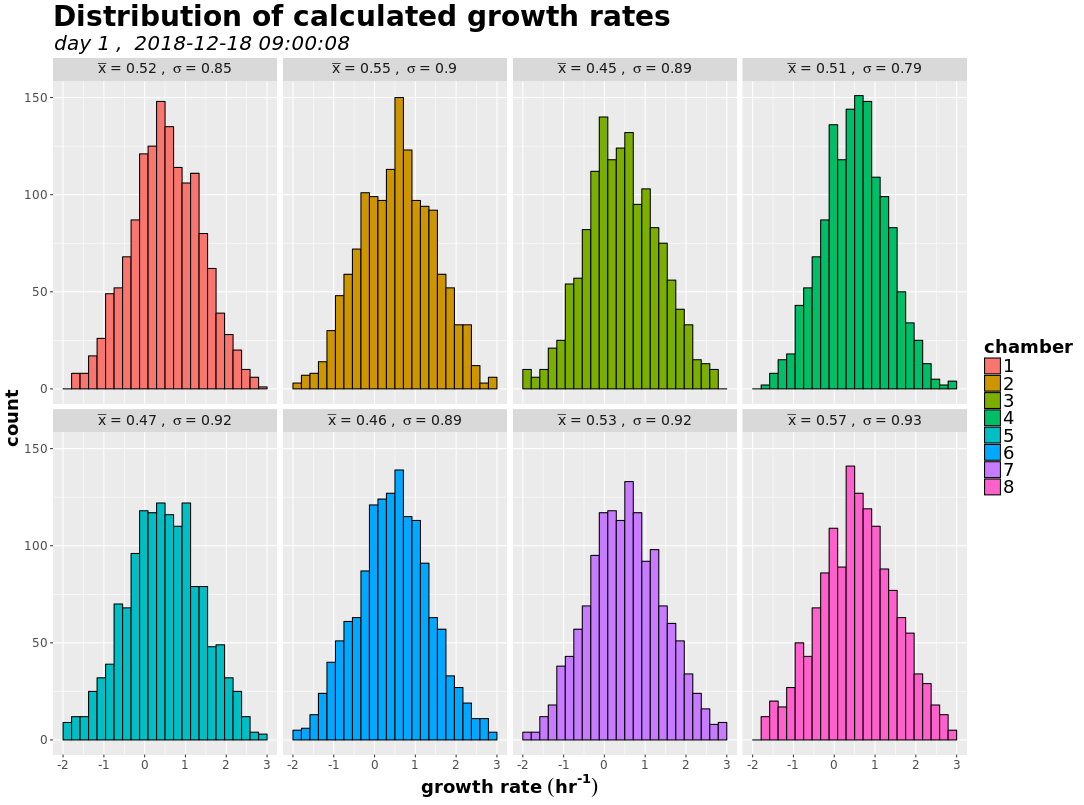 Distribution of calculated growth rates
day 1 ,  2018-12-18 09:00:08
x̅ = 0.52 ,  σ = 0.85
x̅ = 0.55 ,  σ = 0.9
x̅ = 0.45 ,  σ = 0.89
x̅ = 0.51 ,  σ = 0.79
150
100
50
0
x̅ = 0.47 ,  σ = 0.92
x̅ = 0.46 ,  σ = 0.89
x̅ = 0.53 ,  σ = 0.92
x̅ = 0.57 ,  σ = 0.93
150
100
50
0
-2 -1 0 1 2 3
-2 -1 0 1 2 3
-2 -1 0 1 2 3
-2 -1 0 1 2 3
count
growth rate (hr⁻¹)
chamber
1
2
3
4
5
6
7
8